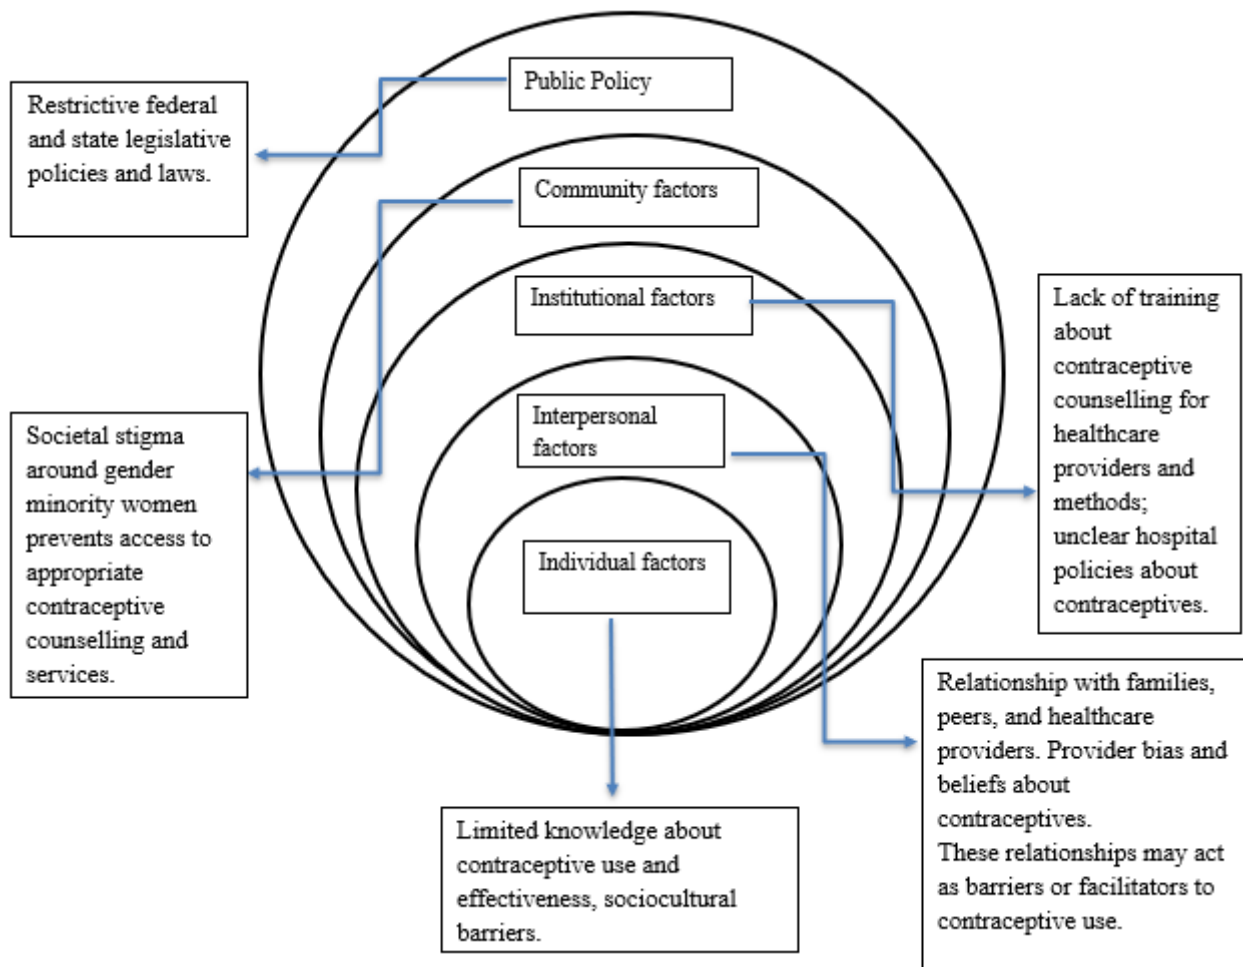 Public Policy
Restrictive federal
and state legislative
policies and laws.
Community factors
Societal stigma
around gender
minority women
prevents access to
appropriate
contraceptive
counselling and
services.
Institutional factors
Lack of training
about
contraceptive
counselling for
healthcare
providers and
methods;
unclear hospital
policies about
contraceptives.
Interpersonal
factors
Relationship with families,
peers, and healthcare
providers. Provider bias and
beliefs about
contraceptives.
These relationships may act
as barriers or facilitators to
contraceptive use.
Individual factors
Limited knowledge about
contraceptive use and
effectiveness, sociocultural
barriers.